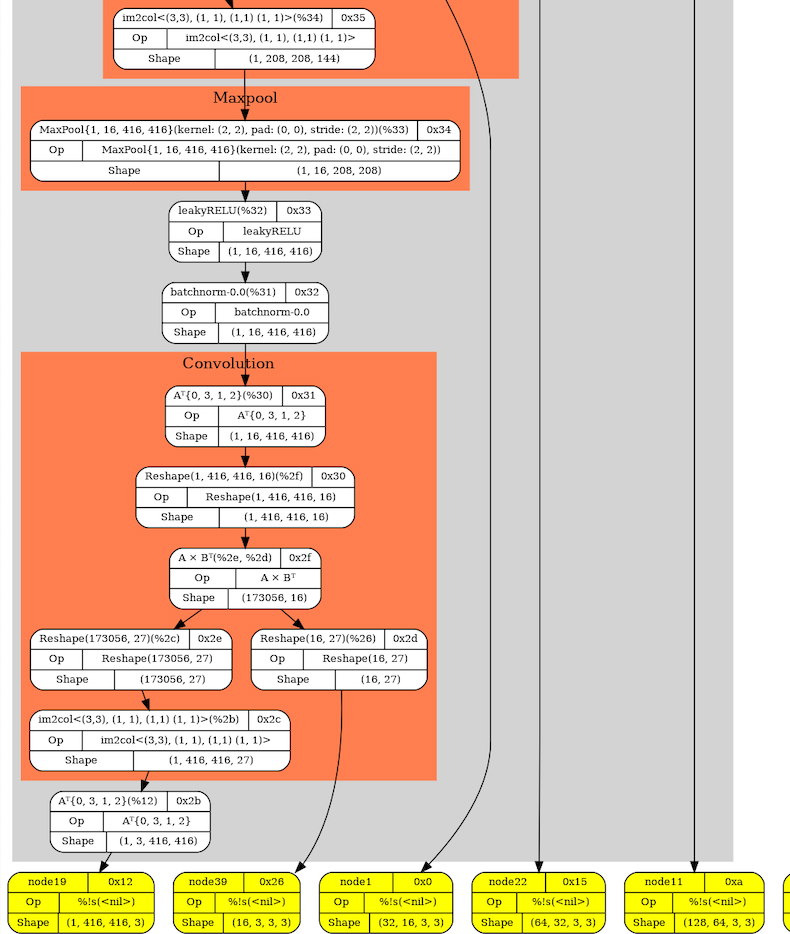 im2col<(3,3), (1, 1), (1,1) (1, 1)>(%34) 0x35
Op im2col<(3,3), (1, 1), (1,1) (1, 1)>
Shape (1, 208, 208, 144)
Maxpool
MaxPool{1, 16, 416, 416}(kernel: (2, 2), pad: (0, 0), stride: (2, 2))(%33) 0x34
Op MaxPool{1, 16, 416, 416}(kernel: (2, 2), pad: (0, 0), stride: (2, 2))
Shape (1, 16, 208, 208)
leakyRELU(%32) 0x33
Op leakyRELU
Shape (1, 16, 416, 416)
batchnorm-0.0(%31) 0x32
Op batchnorm-0.0
Shape (1, 16, 416, 416)
Convolution
Aᵀ{0, 3, 1, 2}(%30) 0x31
Op Aᵀ{0, 3, 1, 2}
Shape (1, 16, 416, 416)
Reshape(1, 416, 416, 16)(%2f) 0x30
Op Reshape(1, 416, 416, 16)
Shape (1, 416, 416, 16)
A × Bᵀ(%2e, %2d) 0x2f
Op A × Bᵀ
Shape (173056, 16)
Reshape(173056, 27)(%2c) 0x2e
Op Reshape(173056, 27)
Shape (173056, 27)
Reshape(16, 27)(%26) 0x2d
Op Reshape(16, 27)
Shape (16, 27)
im2col<(3,3), (1, 1), (1,1) (1, 1)>(%2b) 0x2c
Op im2col<(3,3), (1, 1), (1,1) (1, 1)>
Shape (1, 416, 416, 27)
Aᵀ{0, 3, 1, 2}(%12) 0x2b
Op Aᵀ{0, 3, 1, 2}
Shape (1, 3, 416, 416)
node19 0x12
Op %!s(<nil>)
Shape (1, 416, 416, 3)
node39 0x26
Op %!s(<nil>)
Shape (16, 3, 3, 3)
node1 0x0
Op %!s(<nil>)
Shape (32, 16, 3, 3)
node22 0x15
Op %!s(<nil>)
Shape (64, 32, 3, 3)
node11 0xa
Op %!s(<nil>)
Shape (128, 64, 3, 3)